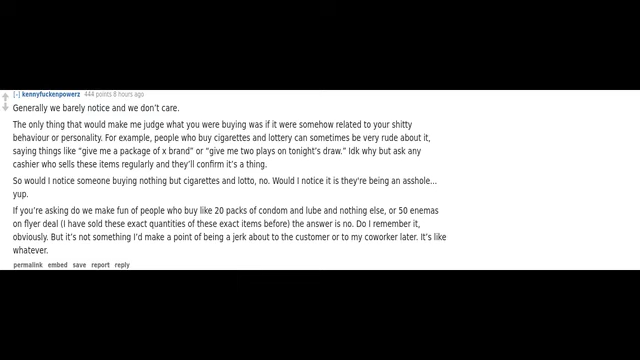 [-] kennyfuckenpowerz 444 points 8 hours ago
Generally we barely notice and we don't care.
The only thing that would make me judge what you were buying was if it were somehow related to your shitty
behaviour or personality. For example, people who buy cigarettes and lottery can sometimes be very rude about it,
saying things like “give me a package of x brand” or “give me two plays on tonight's draw.” Idk why but ask any
cashier who sells these items regularly and they'll confirm it's a thing.
So would I notice someone buying nothing but cigarettes and lotto, no. Would I notice it is they're being an asshole...
yup.
If you're asking do we make fun of people who buy like 20 packs of condom and lube and nothing else, or 50 enemas
on flyer deal (I have sold these exact quantities of these exact items before) the answer is no. Do I remember it,
obviously. But it's not something I'd make a point of being a jerk about to the customer or to my coworker later. It's like
whatever.
permalink embed save report reply